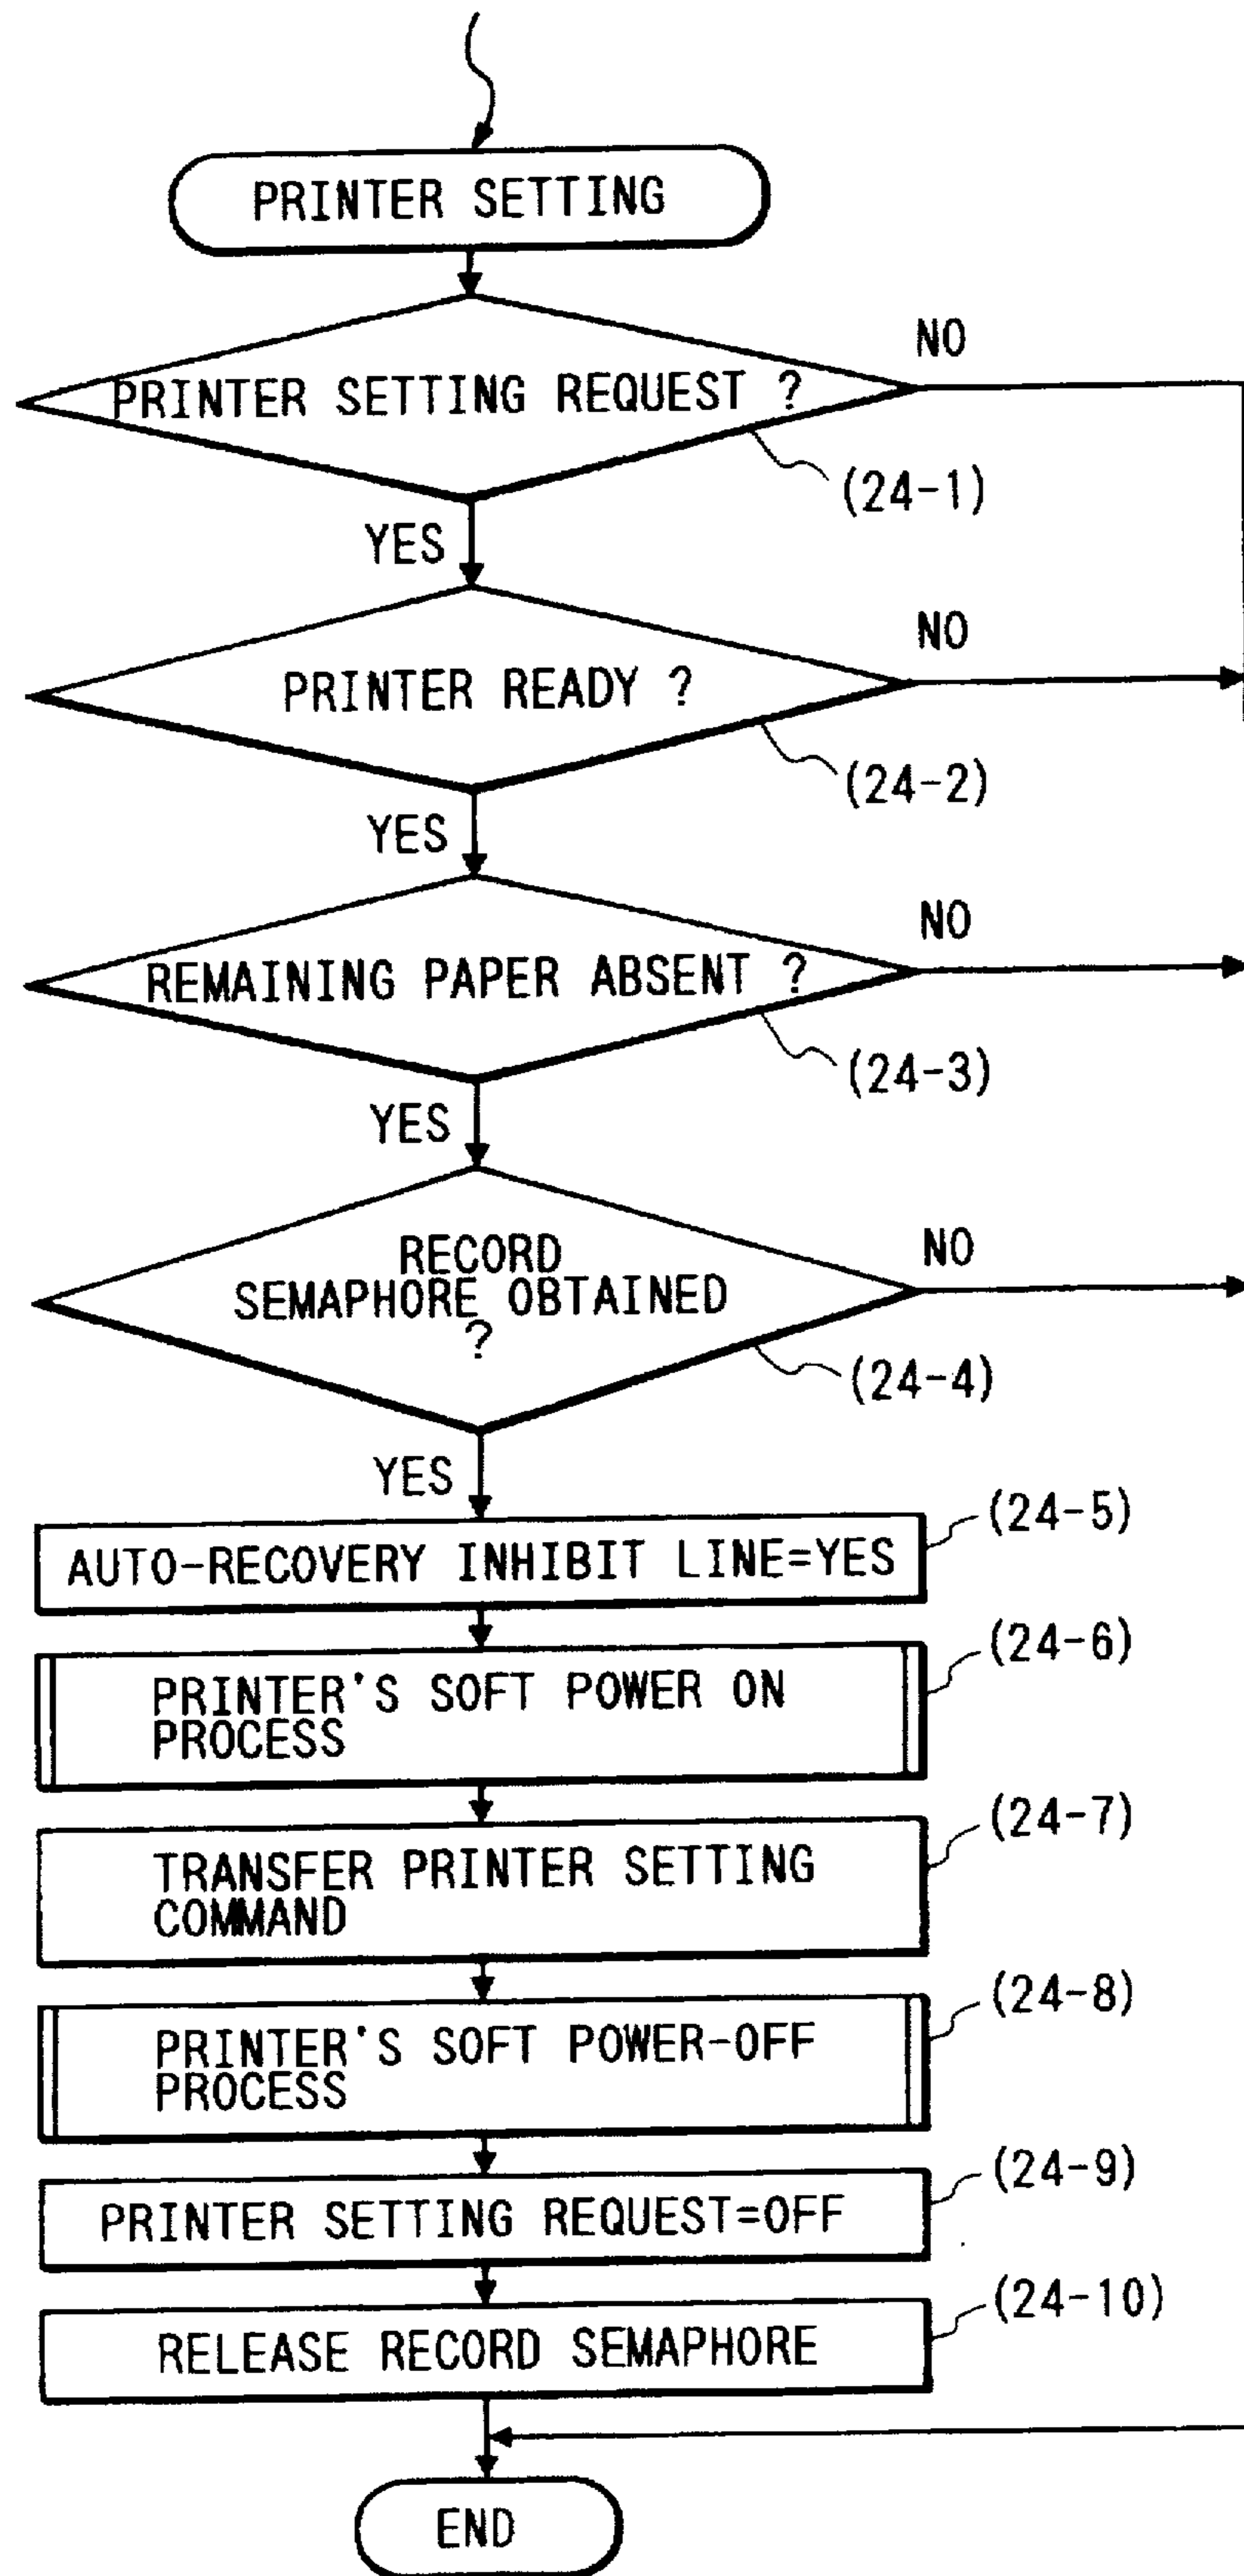 PRINTER SETTING
NO
PRINTER SETTING REQUEST ?
(24-1)
YES
NO
PRINTER READY ?
(24-2)
YES
NO
REMAINING PAPER ABSENT ?
(24-3)
YES
NO
RECORD
SEMAPHORE OBTAINED
?
(24-4)
YES
(24-5)
AUTO-RECOVERY INHIBIT LINE=YES
(24-6)
PRINTER'S SOFT POWER ON
PROCESS
(24-7)
TRANSFER PRINTER SETTING
COMMAND
(24-8)
PRINTER'S SOFT POWER-OFF
PROCESS
(24-9)
PRINTER SETTING REQUEST=OFF
(24-10)
RELEASE RECORD SEMAPHORE
END